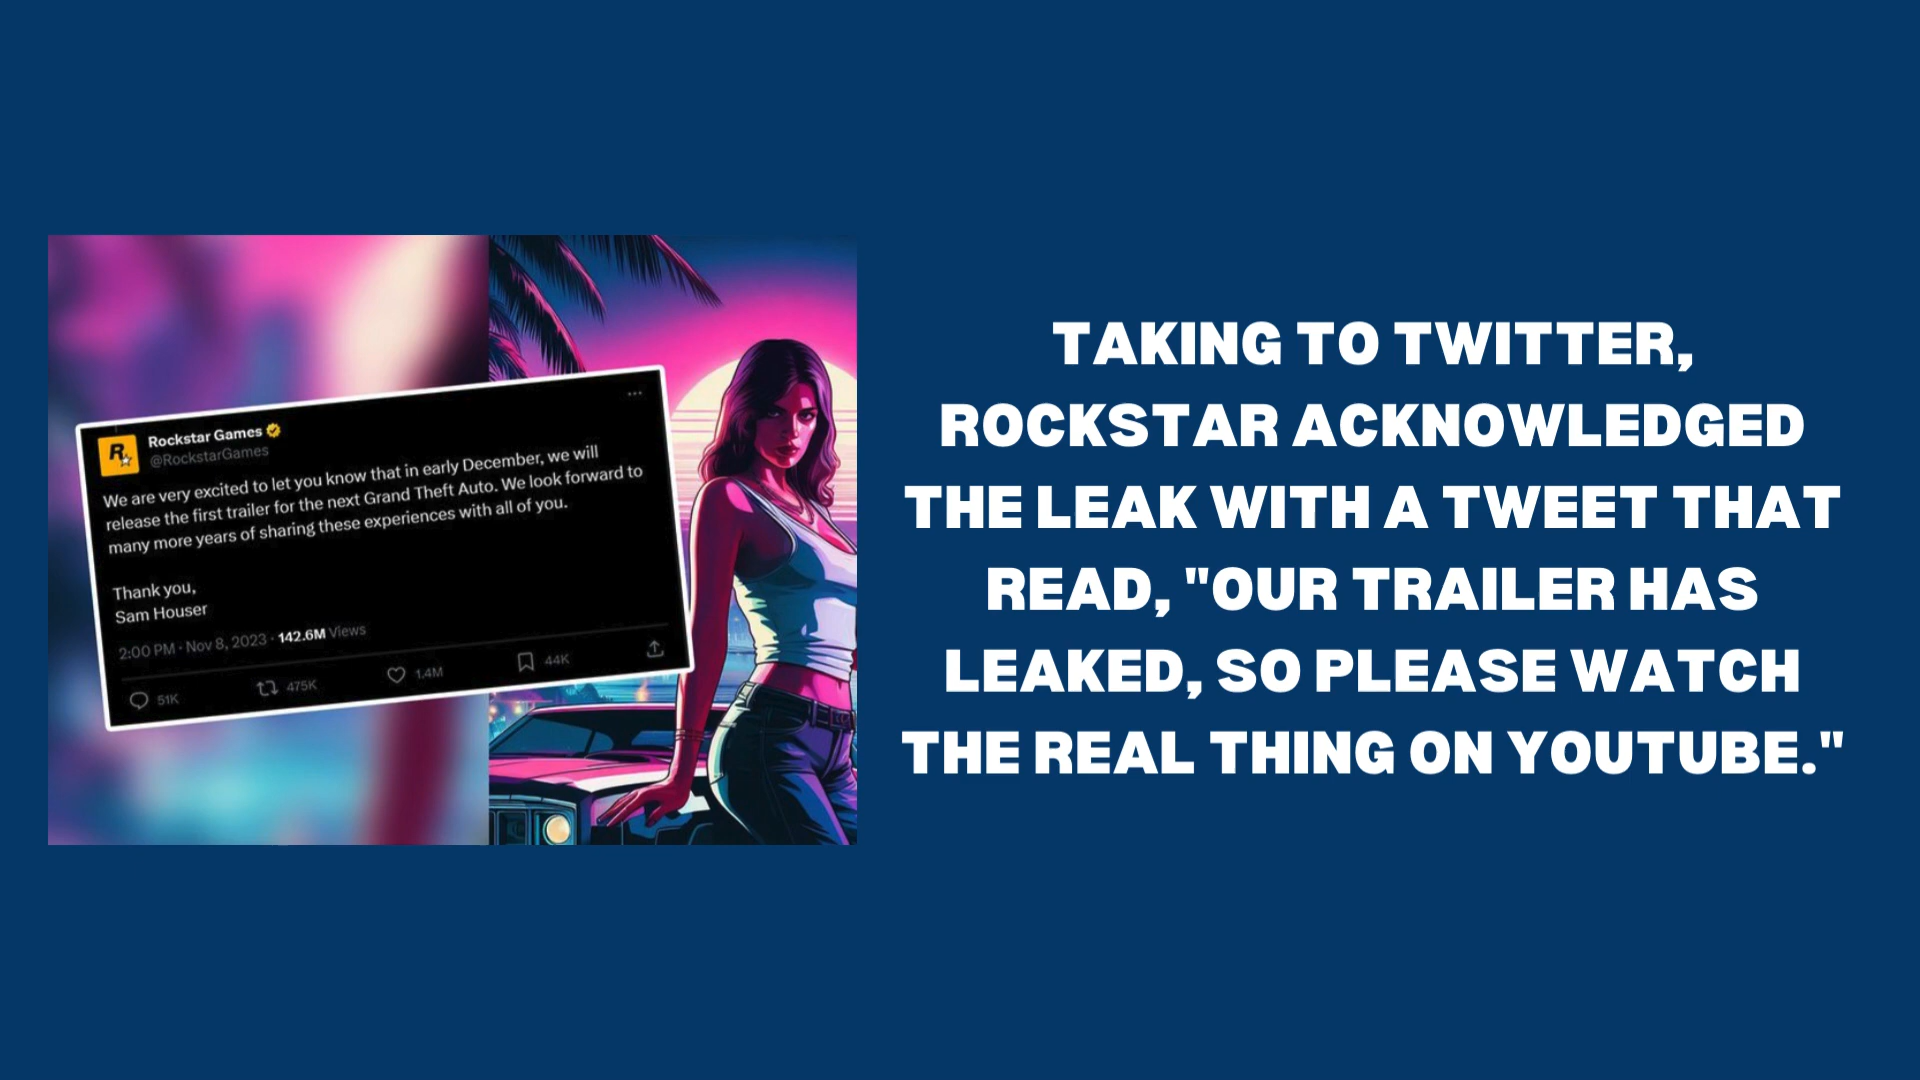 Rockstar Games
@RockstarGames
We are very excited to let you know that in early December, we will
release the first trailer for the next Grand Theft Auto. We look forward to
many more years of sharing these experiences with all of you.
Thank you,
Sam Houser
2:00 PM · Nov 8, 2023 · 142.6M Views
51K 475K 1.4M 44K
TAKING TO TWITTER,
ROCKSTAR ACKNOWLEDGED
THE LEAK WITH A TWEET THAT
READ, "OUR TRAILER HAS
LEAKED, SO PLEASE WATCH
THE REAL THING ON YOUTUBE."